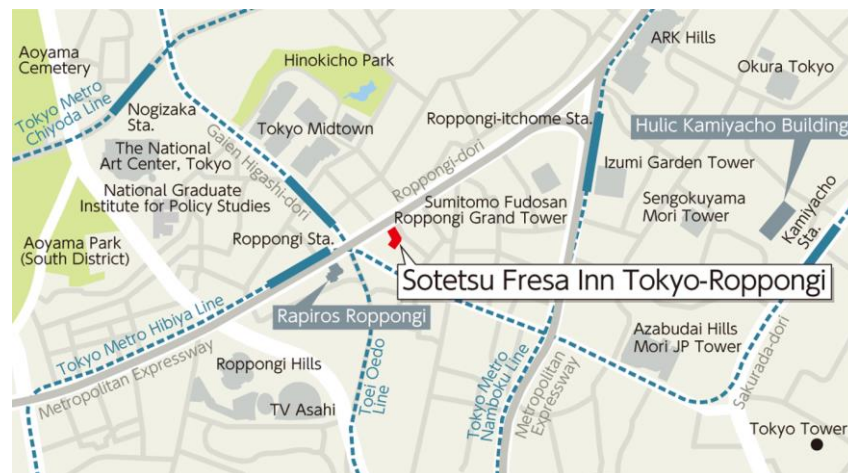 Aoyama
Cemetery
Tokyo Metro
Chiyoda Line
Nogizaka
Sta.
The National
Art Center, Tokyo
National Graduate
Institute for Policy Studies
Aoyama Park
(South District)
Hinokicho Park
Tokyo Midtown
Gaien Higashi-dori
Roppongi Sta.
Roppongi-dori
ARK Hills
Okura Tokyo
Roppongi-itchome Sta.
Hulic Kamiyacho Building
Izumi Garden Tower
Sumitomo Fudosan
Roppongi Grand Tower
Sengokuyama
Mori Tower
Kamiyacho
Sta.
Sotetsu Fresa Inn Tokyo-Roppongi
Rapiros Roppongi
Tokyo Metro Hibiya Line
Metropolitan Expressway
Roppongi Hills
TV Asahi
Toei Oedo
Line
Tokyo Metro
Namboku Line
Metropolitan
Expressway
Azabudai Hills
Mori JP Tower
Sakurada-dori
Tokyo Tower